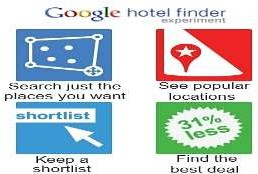 Google hotel finder
experiment
Search just the
places you want
See popular
locations
shortlist
31%
less
Keep a
shortlist
Find the
best deal